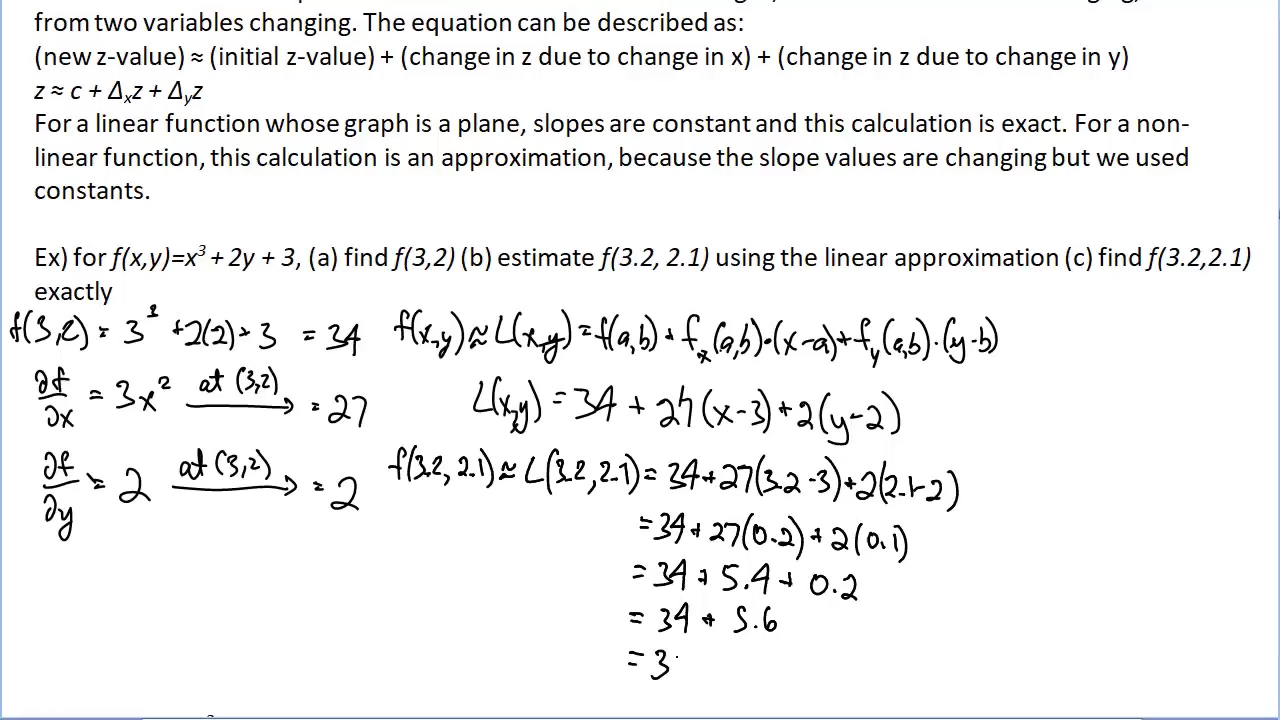 from two variables changing. The equation can be described as:
(new z-value) ≈ (initial z-value) + (change in z due to change in x) + (change in z due to change in y)
z ≈ c + Δₓz + Δᵧz
For a linear function whose graph is a plane, slopes are constant and this calculation is exact. For a non-
linear function, this calculation is an approximation, because the slope values are changing but we used
constants.
Ex) for f(x,y)=x³ + 2y + 3, (a) find f(3,2) (b) estimate f(3.2, 2.1) using the linear approximation (c) find f(3.2,2.1)
exactly
f(3,2) = 3³ + 2(2) + 3 = 34
f(x,y) ≈ L(x,y) = f(a,b) + fₓ(a,b)·(x-a) + fᵧ(a,b)·(y-b)
∂f/∂x = 3x² at (3,2) → = 27
L(x,y) = 34 + 27(x-3) + 2(y-2)
∂f/∂y = 2 at (3,2) → = 2
f(3.2, 2.1) ≈ L(3.2, 2.1) = 34 + 27(3.2-3) + 2(2.1-2)
= 34 + 27(0.2) + 2(0.1)
= 34 + 5.4 + 0.2
= 34 + 5.6
= 3